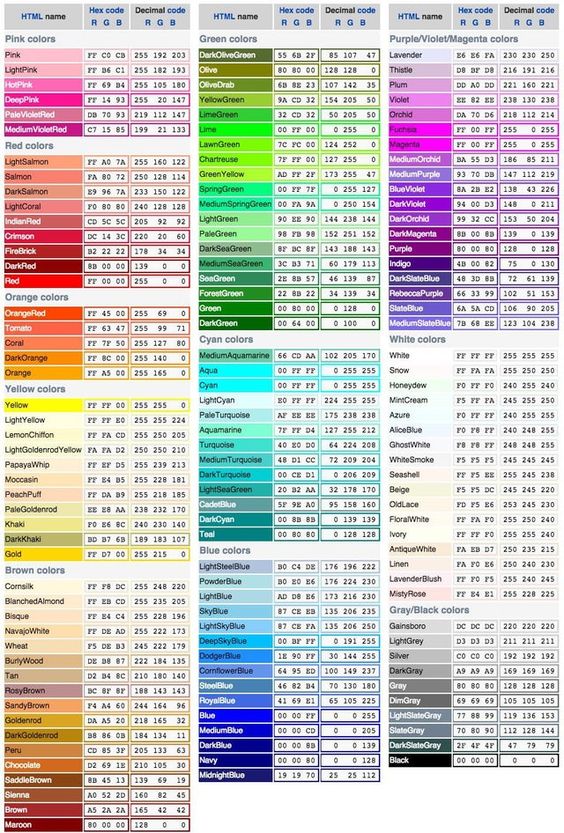 HTML name Hex code R G B Decimal code R G B
Pink colors
Pink FF C0 CB 255 192 203
LightPink FF B6 C1 255 182 193
HotPink FF 69 B4 255 105 180
DeepPink FF 14 93 255 20 147
PaleVioletRed DB 70 93 219 112 147
MediumVioletRed C7 15 85 199 21 133
Red colors
LightSalmon FF A0 7A 255 160 122
Salmon FA 80 72 250 128 114
DarkSalmon E9 96 7A 233 150 122
LightCoral F0 80 80 240 128 128
IndianRed CD 5C 5C 205 92 92
Crimson DC 14 3C 220 20 60
FireBrick B2 22 22 178 34 34
DarkRed 8B 00 00 139 0 0
Red FF 00 00 255 0 0
Orange colors
OrangeRed FF 45 00 255 69 0
Tomato FF 63 47 255 99 71
Coral FF 7F 50 255 127 80
DarkOrange FF 8C 00 255 140 0
Orange FF A5 00 255 165 0
Yellow colors
Yellow FF FF 00 255 255 0
LightYellow FF FF E0 255 255 224
LemonChiffon FF FA CD 255 250 205
LightGoldenrodYellow FA FA D2 250 250 210
PapayaWhip FF EF D5 255 239 213
Moccasin FF E4 B5 255 228 181
PeachPuff FF DA B9 255 218 185
PaleGoldenrod EE E8 AA 238 232 170
Khaki F0 E6 8C 240 230 140
DarkKhaki BD B7 6B 189 183 107
Gold FF D7 00 255 215 0
Brown colors
Cornsilk FF F8 DC 255 248 220
BlanchedAlmond FF EB CD 255 235 205
Bisque FF E4 C4 255 228 196
NavajoWhite FF DE AD 255 222 173
Wheat F5 DE B3 245 222 179
BurlyWood DE B8 87 222 184 135
Tan D2 B4 8C 210 180 140
RosyBrown BC 8F 8F 188 143 143
SandyBrown F4 A4 60 244 164 96
Goldenrod DA A5 20 218 165 32
DarkGoldenrod B8 86 0B 184 134 11
Peru CD 85 3F 205 133 63
Chocolate D2 69 1E 210 105 30
SaddleBrown 8B 45 13 139 69 19
Sienna A0 52 2D 160 82 45
Brown A5 2A 2A 165 42 42
Maroon 80 00 00 128 0 0
HTML name Hex code R G B Decimal code R G B
Green colors
DarkOliveGreen 55 6B 2F 85 107 47
Olive 80 80 00 128 128 0
OliveDrab 6B 8E 23 107 142 35
YellowGreen 9A CD 32 154 205 50
LimeGreen 32 CD 32 50 205 50
Lime 00 FF 00 0 255 0
LawnGreen 7C FC 00 124 252 0
Chartreuse 7F FF 00 127 255 0
GreenYellow AD FF 2F 173 255 47
SpringGreen 00 FF 7F 0 255 127
MediumSpringGreen 00 FA 9A 0 250 154
LightGreen 90 EE 90 144 238 144
PaleGreen 98 FB 98 152 251 152
DarkSeaGreen 8F BC 8F 143 188 143
MediumSeaGreen 3C B3 71 60 179 113
SeaGreen 2E 8B 57 46 139 87
ForestGreen 22 8B 22 34 139 34
Green 00 80 00 0 128 0
DarkGreen 00 64 00 0 100 0
Cyan colors
MediumAquamarine 66 CD AA 102 205 170
Aqua 00 FF FF 0 255 255
Cyan 00 FF FF 0 255 255
LightCyan E0 FF FF 224 255 255
PaleTurquoise AF EE EE 175 238 238
Aquamarine 7F FF D4 127 255 212
Turquoise 40 E0 D0 64 224 208
MediumTurquoise 48 D1 CC 72 209 204
DarkTurquoise 00 CE D1 0 206 209
LightSeaGreen 20 B2 AA 32 178 170
CadetBlue 5F 9E A0 95 158 160
DarkCyan 00 8B 8B 0 139 139
Teal 00 80 80 0 128 128
Blue colors
LightSteelBlue B0 C4 DE 176 196 222
PowderBlue B0 E0 E6 176 224 230
LightBlue AD D8 E6 173 216 230
SkyBlue 87 CE EB 135 206 235
LightSkyBlue 87 CE FA 135 206 250
DeepSkyBlue 00 BF FF 0 191 255
DodgerBlue 1E 90 FF 30 144 255
CornflowerBlue 64 95 ED 100 149 237
SteelBlue 46 82 B4 70 130 180
RoyalBlue 41 69 E1 65 105 225
Blue 00 00 FF 0 0 255
MediumBlue 00 00 CD 0 0 205
DarkBlue 00 00 8B 0 0 139
Navy 00 00 80 0 0 128
MidnightBlue 19 19 70 25 25 112
HTML name Hex code R G B Decimal code R G B
Purple/Violet/Magenta colors
Lavender E6 E6 FA 230 230 250
Thistle D8 BF D8 216 191 216
Plum DD A0 DD 221 160 221
Violet EE 82 EE 238 130 238
Orchid DA 70 D6 218 112 214
Fuchsia FF 00 FF 255 0 255
Magenta FF 00 FF 255 0 255
MediumOrchid BA 55 D3 186 85 211
MediumPurple 93 70 DB 147 112 219
BlueViolet 8A 2B E2 138 43 226
DarkViolet 94 00 D3 148 0 211
DarkOrchid 99 32 CC 153 50 204
DarkMagenta 8B 00 8B 139 0 139
Purple 80 00 80 128 0 128
Indigo 4B 00 82 75 0 130
DarkSlateBlue 48 3D 8B 72 61 139
RebeccaPurple 66 33 99 102 51 153
SlateBlue 6A 5A CD 106 90 205
MediumSlateBlue 7B 68 EE 123 104 238
White colors
White FF FF FF 255 255 255
Snow FF FA FA 255 250 250
Honeydew F0 FF F0 240 255 240
MintCream F5 FF FA 245 255 250
Azure F0 FF FF 240 255 255
AliceBlue F0 F8 FF 240 248 255
GhostWhite F8 F8 FF 248 248 255
WhiteSmoke F5 F5 F5 245 245 245
Seashell FF F5 EE 255 245 238
Beige F5 F5 DC 245 245 220
OldLace FD F5 E6 253 245 230
FloralWhite FF FA F0 255 250 240
Ivory FF FF F0 255 255 240
AntiqueWhite FA EB D7 250 235 215
Linen FA F0 E6 250 240 230
LavenderBlush FF F0 F5 255 240 245
MistyRose FF E4 E1 255 228 225
Gray/Black colors
Gainsboro DC DC DC 220 220 220
LightGrey D3 D3 D3 211 211 211
Silver C0 C0 C0 192 192 192
DarkGray A9 A9 A9 169 169 169
Gray 80 80 80 128 128 128
DimGray 69 69 69 105 105 105
LightSlateGray 77 88 99 119 136 153
SlateGray 70 80 90 112 128 144
DarkSlateGray 2F 4F 4F 47 79 79
Black 00 00 00 0 0 0